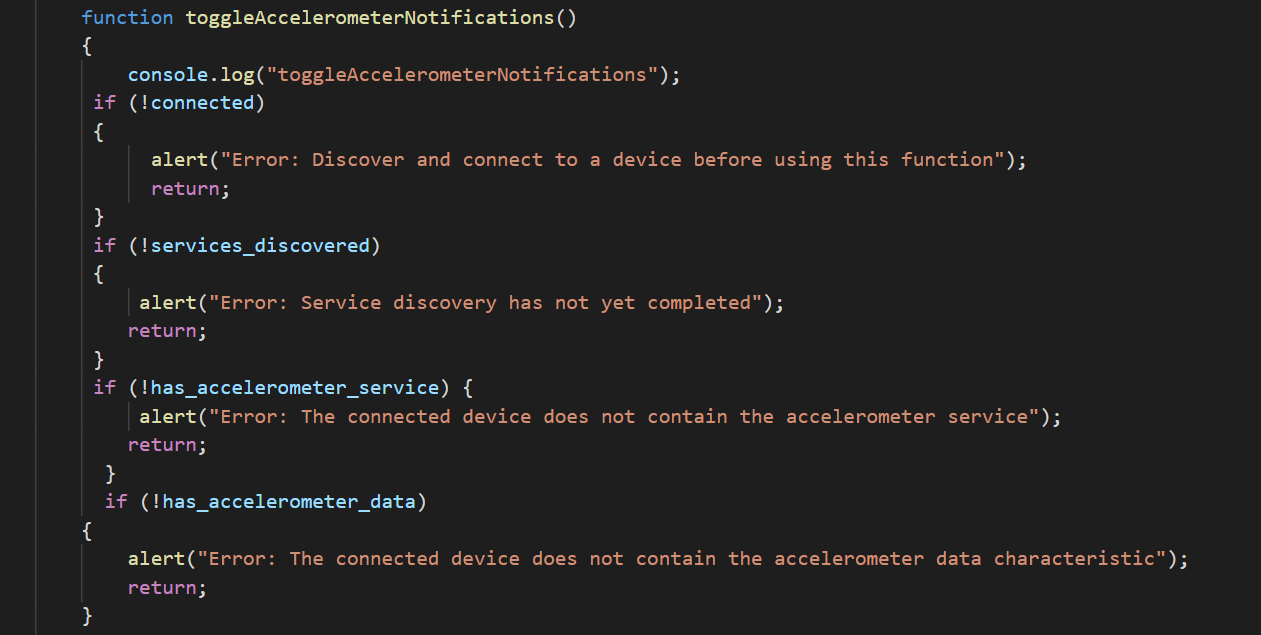 function toggleAccelerometerNotifications()
{
console.log("toggleAccelerometerNotifications");
if (!connected)
{
alert("Error: Discover and connect to a device before using this function");
return;
}
if (!services_discovered)
{
alert("Error: Service discovery has not yet completed");
return;
}
if (!has_accelerometer_service) {
alert("Error: The connected device does not contain the accelerometer service");
return;
}
if (!has_accelerometer_data)
{
alert("Error: The connected device does not contain the accelerometer data characteristic");
return;
}